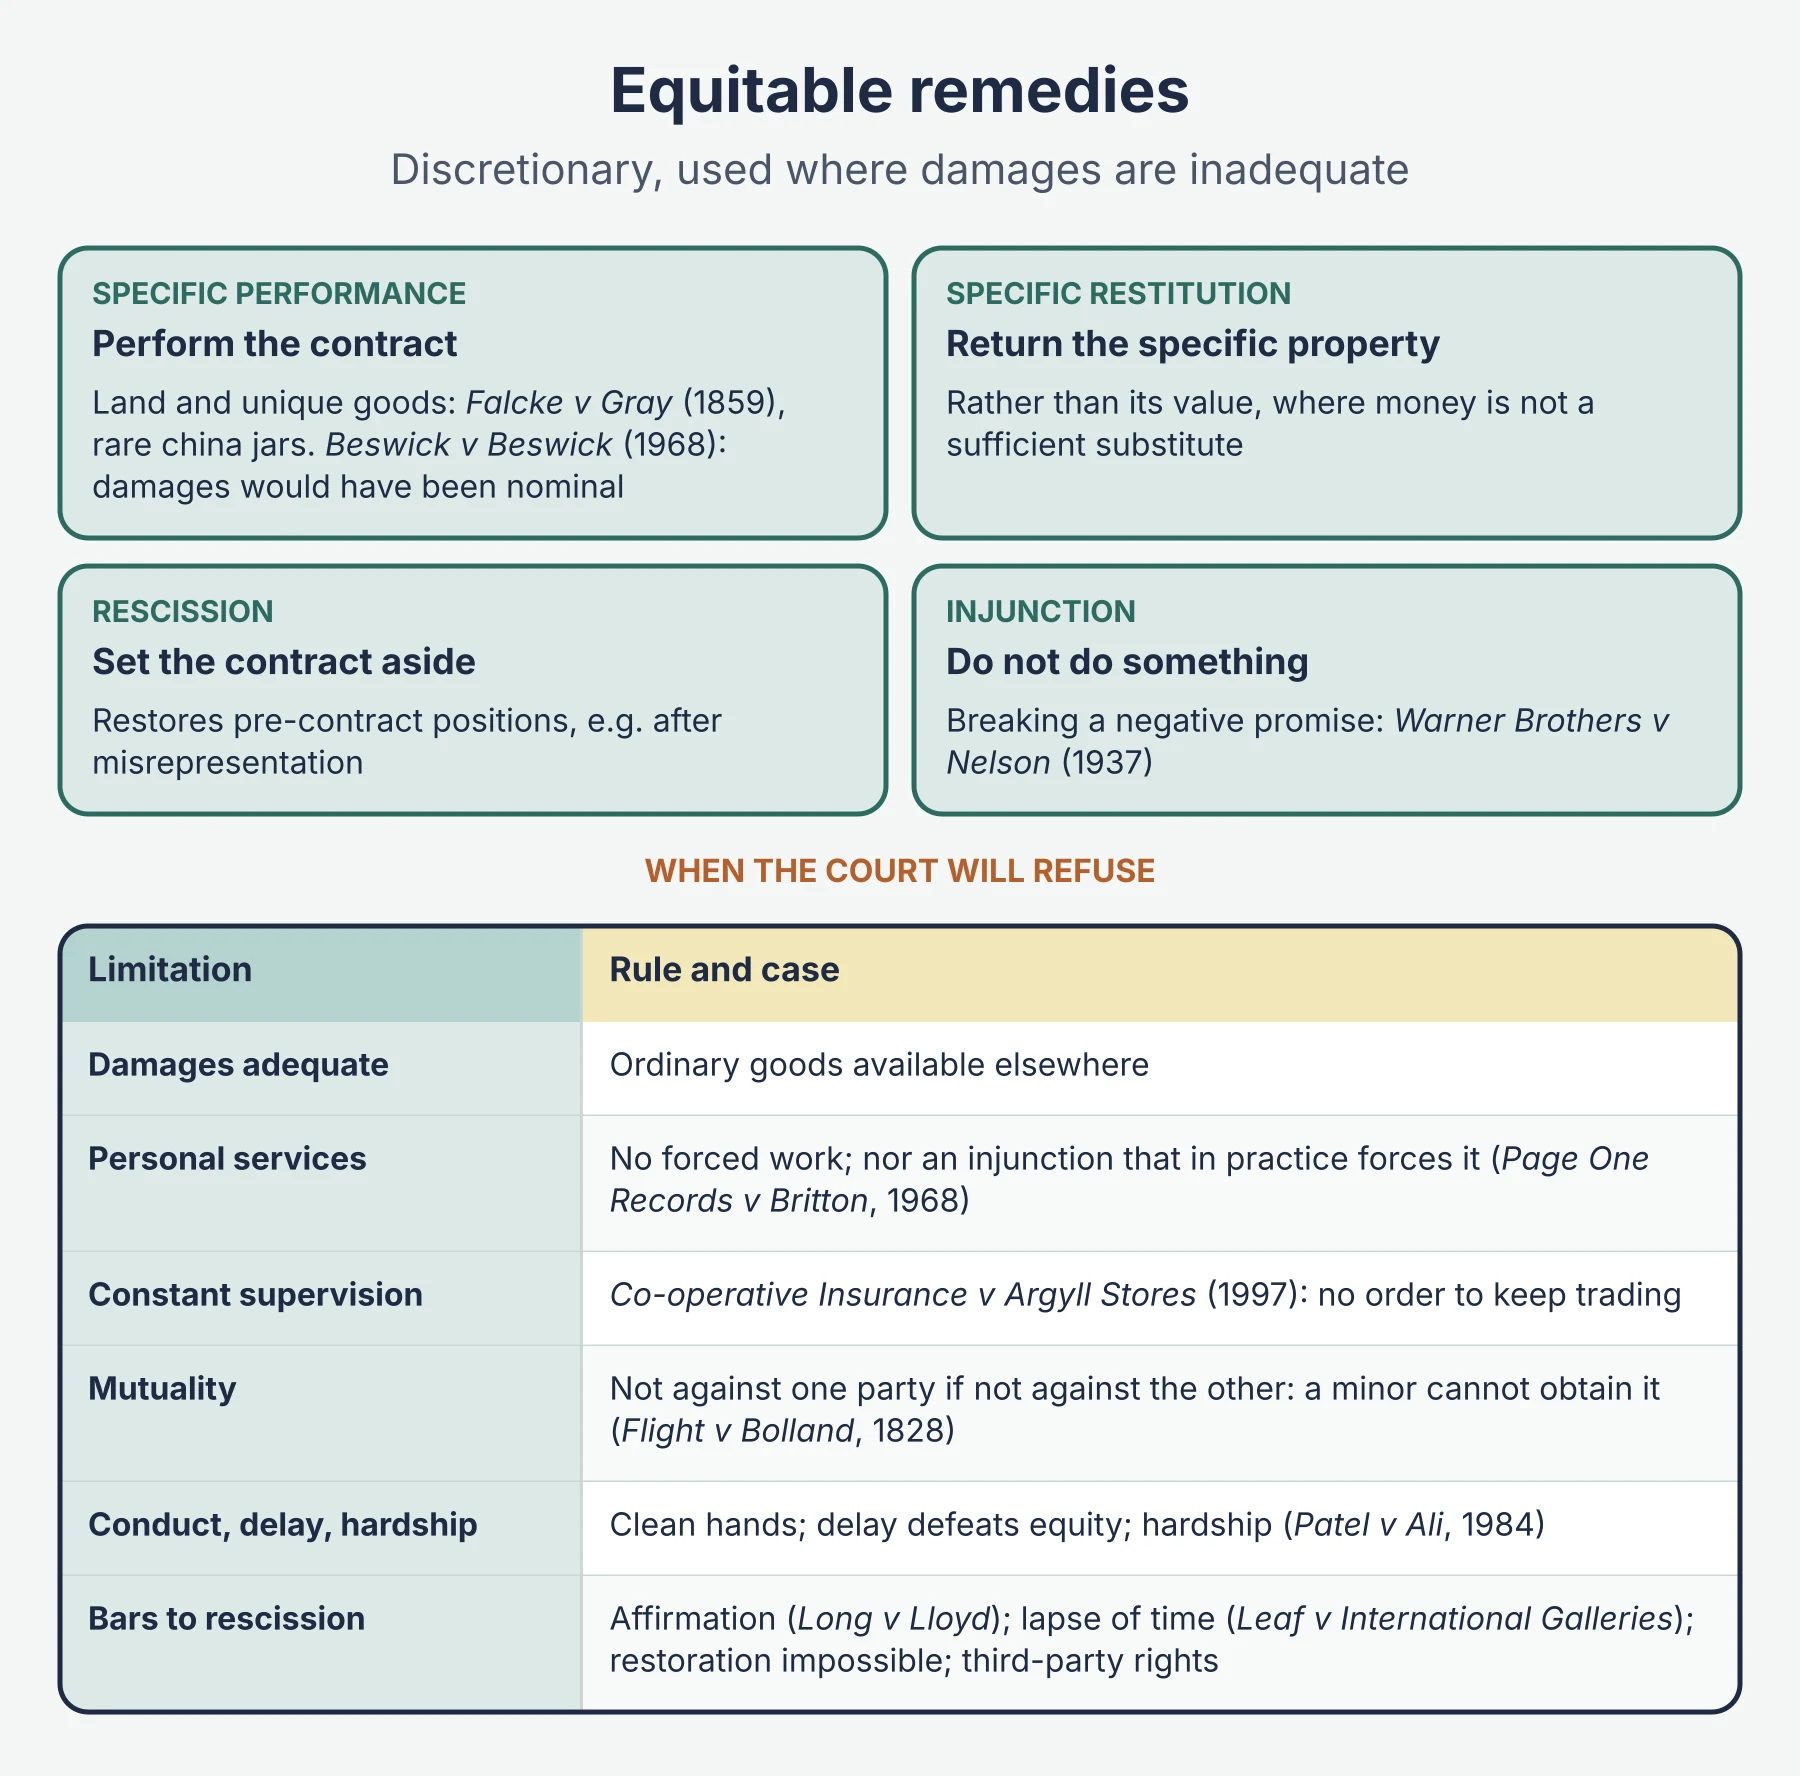 Equitable remedies
Discretionary, used where damages are inadequate
SPECIFIC PERFORMANCE
Perform the contract
Land and unique goods: Falcke v Gray (1859),
rare china jars. Beswick v Beswick (1968):
damages would have been nominal
SPECIFIC RESTITUTION
Return the specific property
Rather than its value, where money is not a
sufficient substitute
RESCISSION
Set the contract aside
Restores pre-contract positions, e.g. after
misrepresentation
INJUNCTION
Do not do something
Breaking a negative promise: Warner Brothers v
Nelson (1937)
WHEN THE COURT WILL REFUSE
Limitation
Rule and case
Damages adequate
Ordinary goods available elsewhere
Personal services
No forced work; nor an injunction that in practice forces it (Page One
Records v Britton, 1968)
Constant supervision
Co-operative Insurance v Argyll Stores (1997): no order to keep trading
Mutuality
Not against one party if not against the other: a minor cannot obtain it
(Flight v Bolland, 1828)
Conduct, delay, hardship
Clean hands; delay defeats equity; hardship (Patel v Ali, 1984)
Bars to rescission
Affirmation (Long v Lloyd); lapse of time (Leaf v International Galleries);
restoration impossible; third-party rights